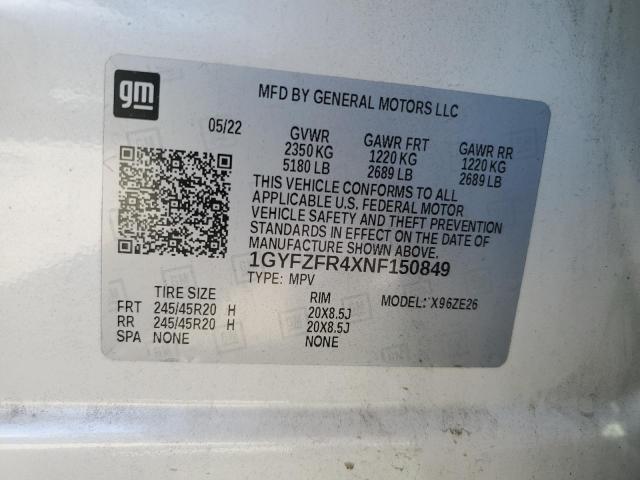 gm
MFD BY GENERAL MOTORS LLC
05/22 GVWR GAWR FRT GAWR RR
2350 KG 1220 KG 1220 KG
5180 LB 2689 LB 2689 LB
THIS VEHICLE CONFORMS TO ALL
APPLICABLE U.S. FEDERAL MOTOR
VEHICLE SAFETY AND THEFT PREVENTION
STANDARDS IN EFFECT ON THE DATE OF
MANUFACTURE SHOWN ABOVE.
1GYFZFR4XNF150849
TYPE: MPV
TIRE SIZE RIM MODEL: X96ZE26
FRT 245/45R20 H 20X8.5J
RR 245/45R20 H 20X8.5J
SPA NONE NONE